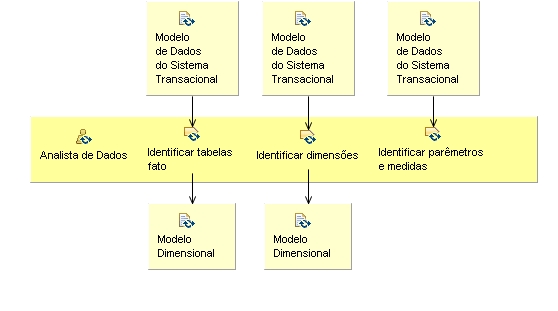 Modelo
de Dados
do Sistema
Transacional
Modelo
de Dados
do Sistema
Transacional
Modelo
de Dados
do Sistema
Transacional
Analista de Dados
Identificar tabelas
fato
Identificar dimensões
Identificar parêmetros
e medidas
Modelo
Dimensional
Modelo
Dimensional